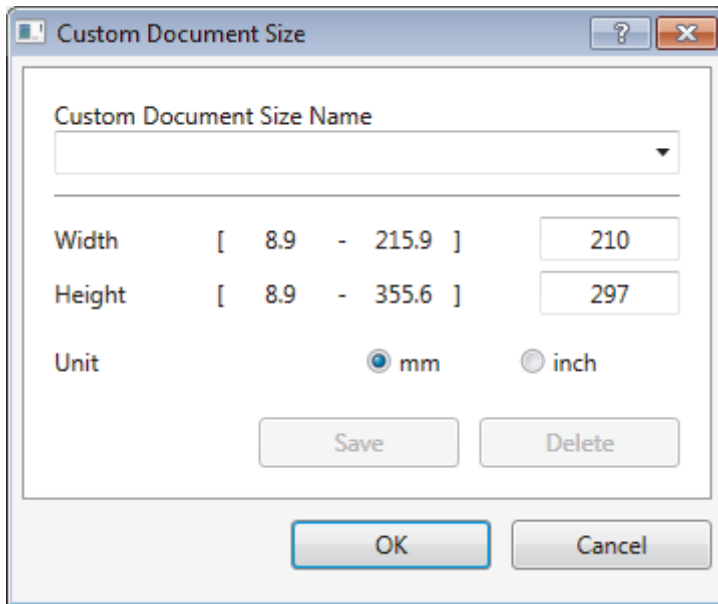 Custom Document Size
Custom Document Size Name
Width [ 8.9 - 215.9 ] 210
Height [ 8.9 - 355.6 ] 297
Unit mm inch
Save Delete
OK Cancel